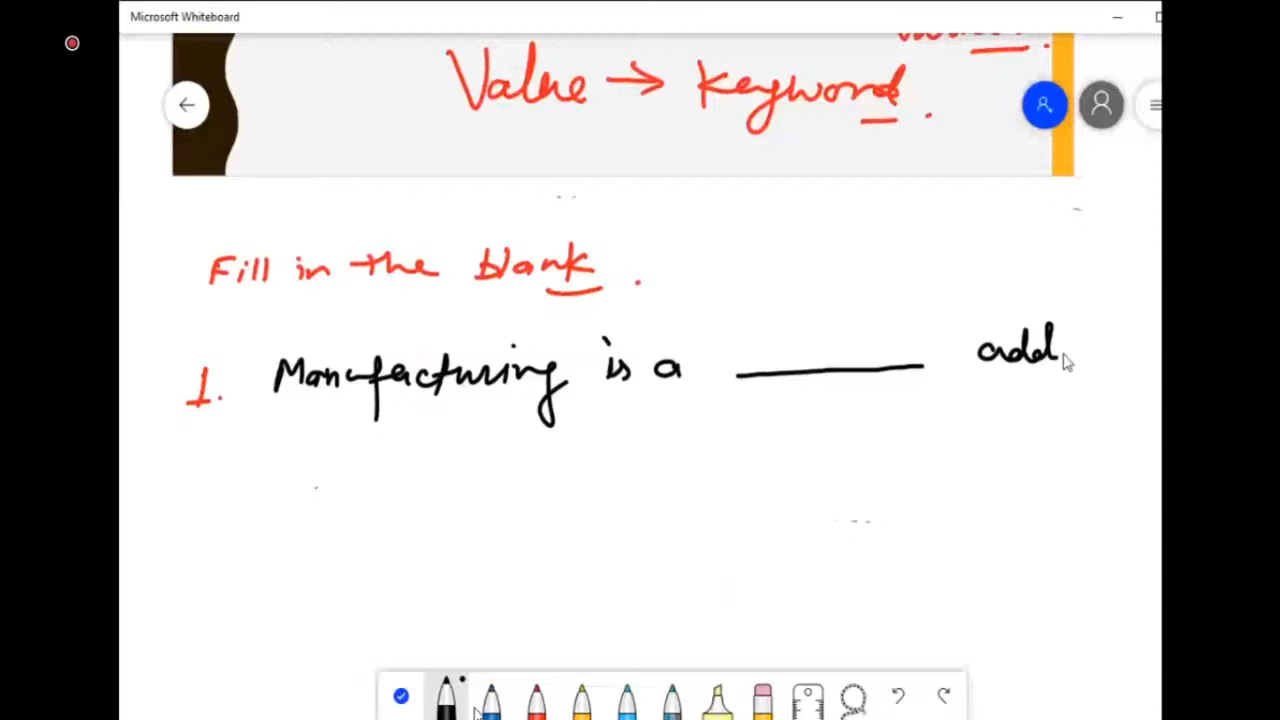 Microsoft Whiteboard
Value → Keyword.
Fill in the blank.
1. Manufacturing is a ______ add